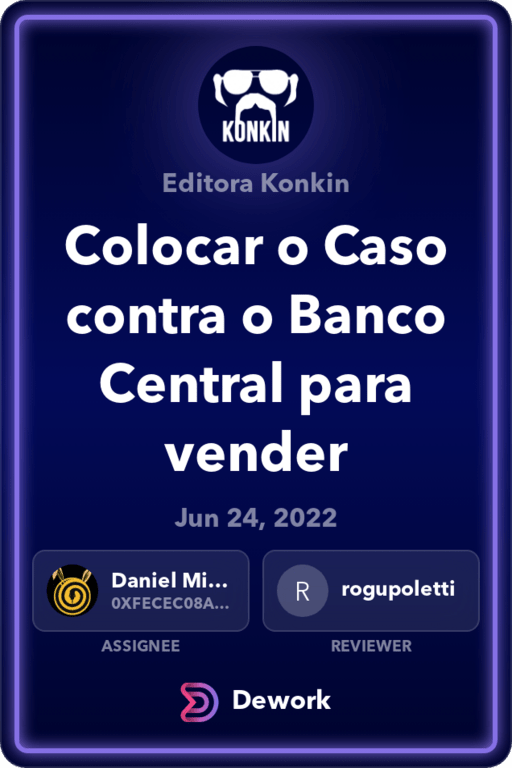 KONKIN
Editora Konkin
Colocar o Caso
contra o Banco
Central para
vender
Jun 24, 2022
Daniel Mi...
0XFECEC08A...
ASSIGNEE
R
rogupoletti
REVIEWER
Dework